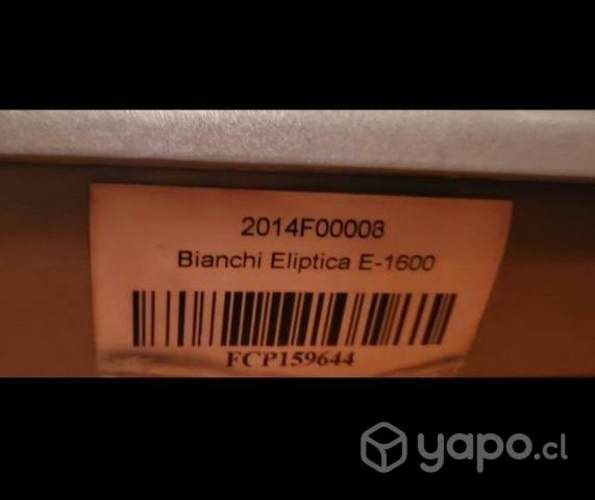 2014F00008
Bianchi Eliptica E-1600
FCP159644
yapo.cl